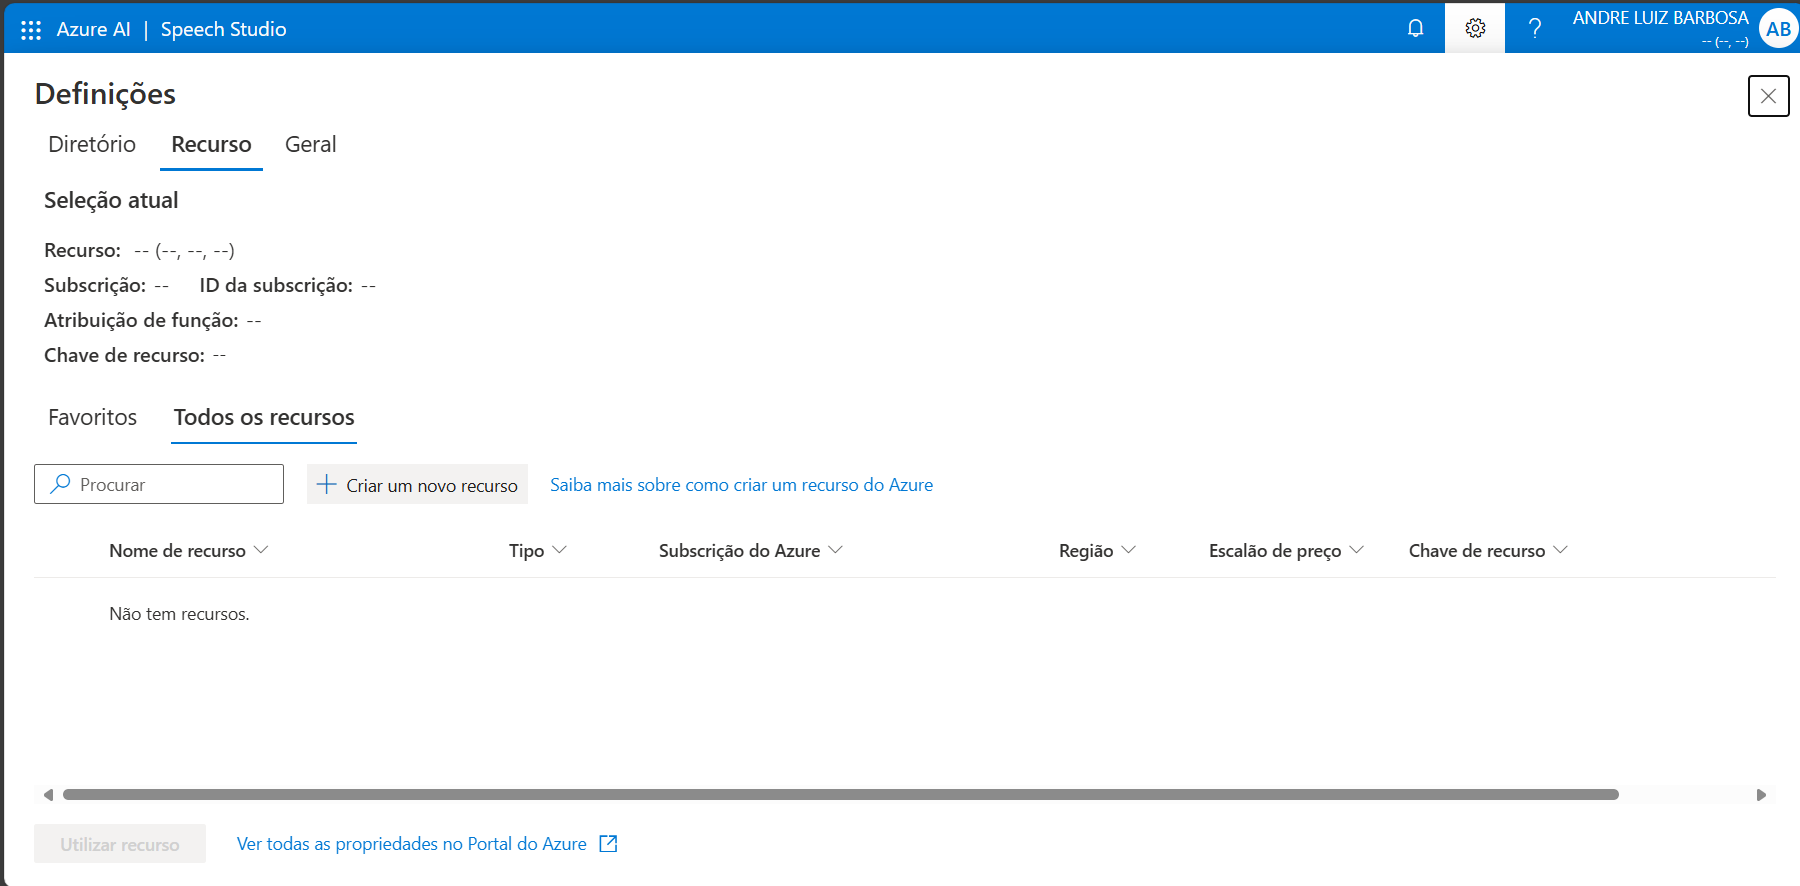 Azure AI | Speech Studio
ANDRE LUIZ BARBOSA
-- (--, --)
AB
Definições
Diretório Recurso Geral
Seleção atual
Recurso: -- (--, --, --)
Subscrição: -- ID da subscrição: --
Atribuição de função: --
Chave de recurso: --
Favoritos Todos os recursos
Procurar Criar um novo recurso Saiba mais sobre como criar um recurso do Azure
Nome de recurso Tipo Subscrição do Azure Região Escalão de preço Chave de recurso
Não tem recursos.
Utilizar recurso Ver todas as propriedades no Portal do Azure